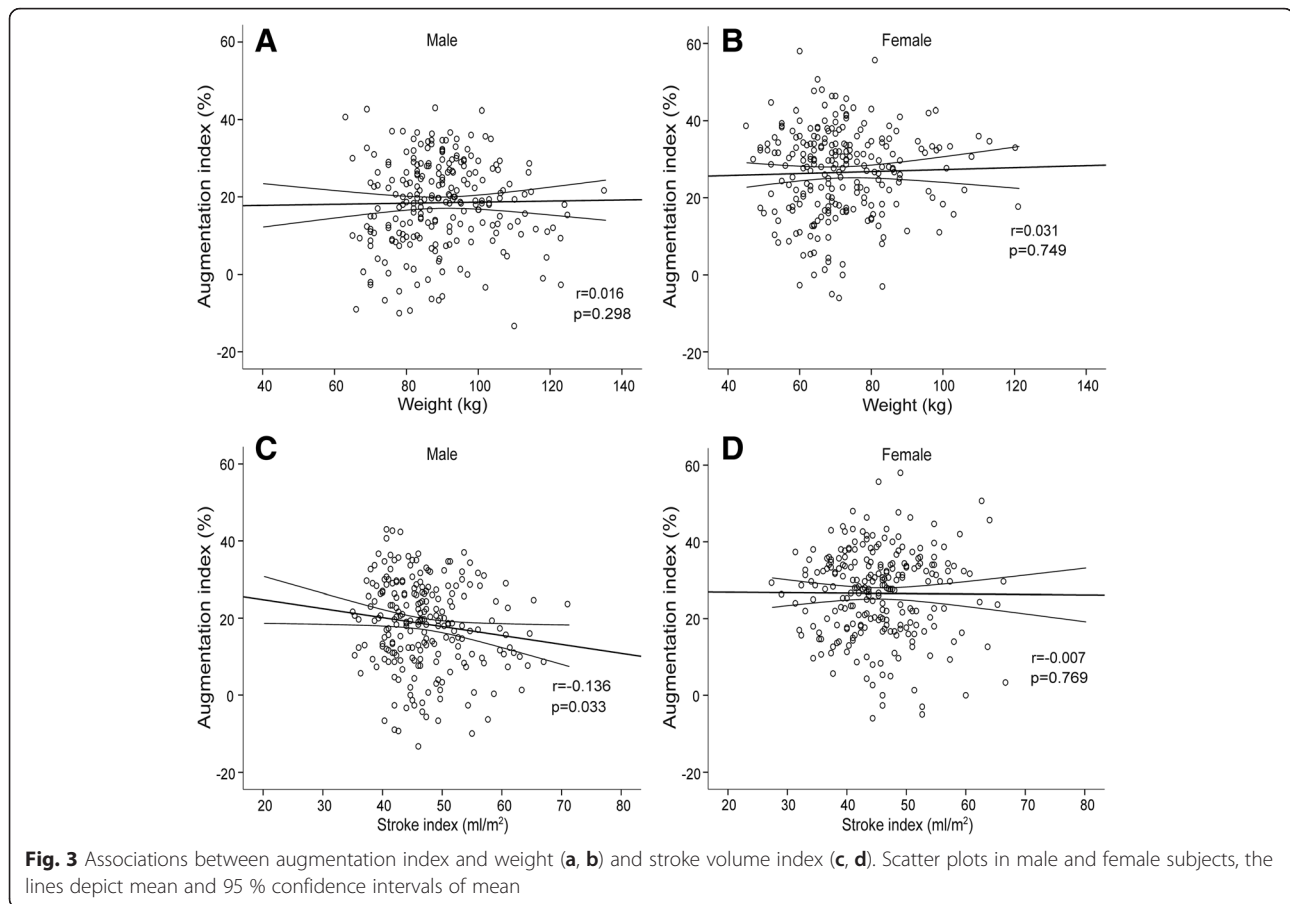 A
Male
60
40
20
0
-20
Augmentation index (%)
r=0.016
p=0.298
40 60 80 100 120 140
Weight (kg)
B
Female
60
40
20
0
-20
Augmentation index (%)
r=0.031
p=0.749
40 60 80 100 120 140
Weight (kg)
C
Male
60
40
20
0
-20
Augmentation index (%)
r=-0.136
p=0.033
20 30 40 50 60 70 80
Stroke index (ml/m²)
D
Female
60
40
20
0
-20
Augmentation index (%)
r=-0.007
p=0.769
20 30 40 50 60 70 80
Stroke index (ml/m²)
Fig. 3 Associations between augmentation index and weight (a, b) and stroke volume index (c, d). Scatter plots in male and female subjects, the
lines depict mean and 95 % confidence intervals of mean